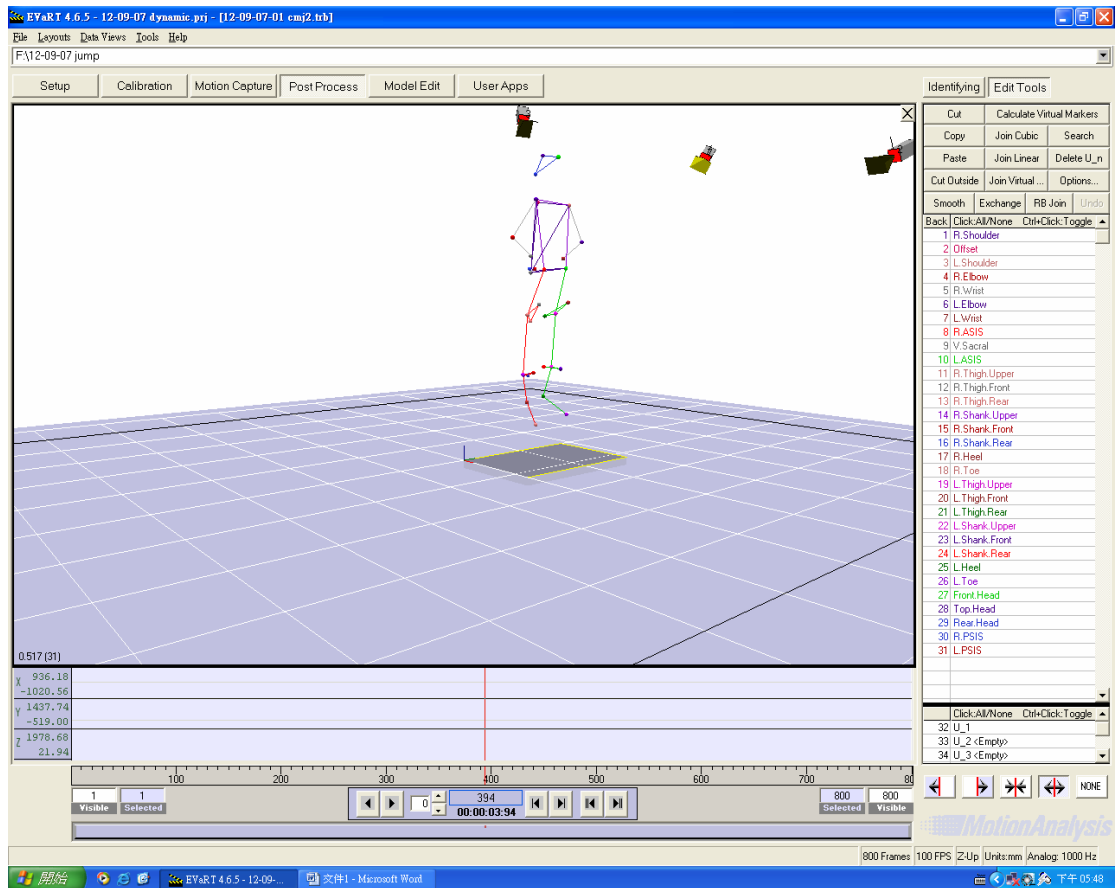 EVaRT 4.6.5 - 12-09-07 dynamic.prj - [12-09-07-01 cmj2.trb]
File Layouts Data Views Tools Help
F:\12-09-07 jump
Setup Calibration Motion Capture Post Process Model Edit User Apps
Identifying Edit Tools
Cut Calculate Virtual Markers
Copy Join Cubic Search
Paste Join Linear Delete U_n
Cut Outside Join Virtual ... Options...
Smooth Exchange RB Join Undo
Back Click:All/None Ctrl+Click:Toggle
1 R.Shoulder
2 Offset
3 L.Shoulder
4 R.Elbow
5 R.Wrist
6 L.Elbow
7 L.Wrist
8 R.ASIS
9 V.Sacral
10 L.ASIS
11 R.Thigh.Upper
12 R.Thigh.Front
13 R.Thigh.Rear
14 R.Shank.Upper
15 R.Shank.Front
16 R.Shank.Rear
17 R.Heel
18 R.Toe
19 L.Thigh.Upper
20 L.Thigh.Front
21 L.Thigh.Rear
22 L.Shank.Upper
23 L.Shank.Front
24 L.Shank.Rear
25 L.Heel
26 L.Toe
27 Front.Head
28 Top.Head
29 Rear.Head
30 R.PSIS
31 L.PSIS
Click:All/None Ctrl+Click:Toggle
32 U_1
33 U_2 <Empty>
34 U_3 <Empty>
0.517 (31)
X 936.18
-1020.56
Y 1437.74
-519.00
Z 1978.68
21.94
100 200 300 400 500 600 700 80
1 1 0 394 800 800
Visible Selected 00:00:03:94 Selected Visible
NONE
MotionAnalysis
800 Frames 100 FPS Z-Up Units:mm Analog: 1000 Hz
開始 EVaRT 4.6.5 - 12-09-... 文件1 - Microsoft Word 下午 05:48